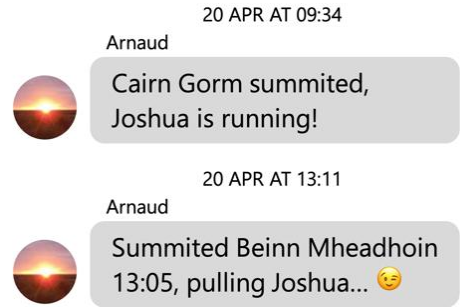 20 APR AT 09:34
Arnaud
Cairn Gorm summited,
Joshua is running!
20 APR AT 13:11
Arnaud
Summited Beinn Mheadhoin
13:05, pulling Joshua... 😉